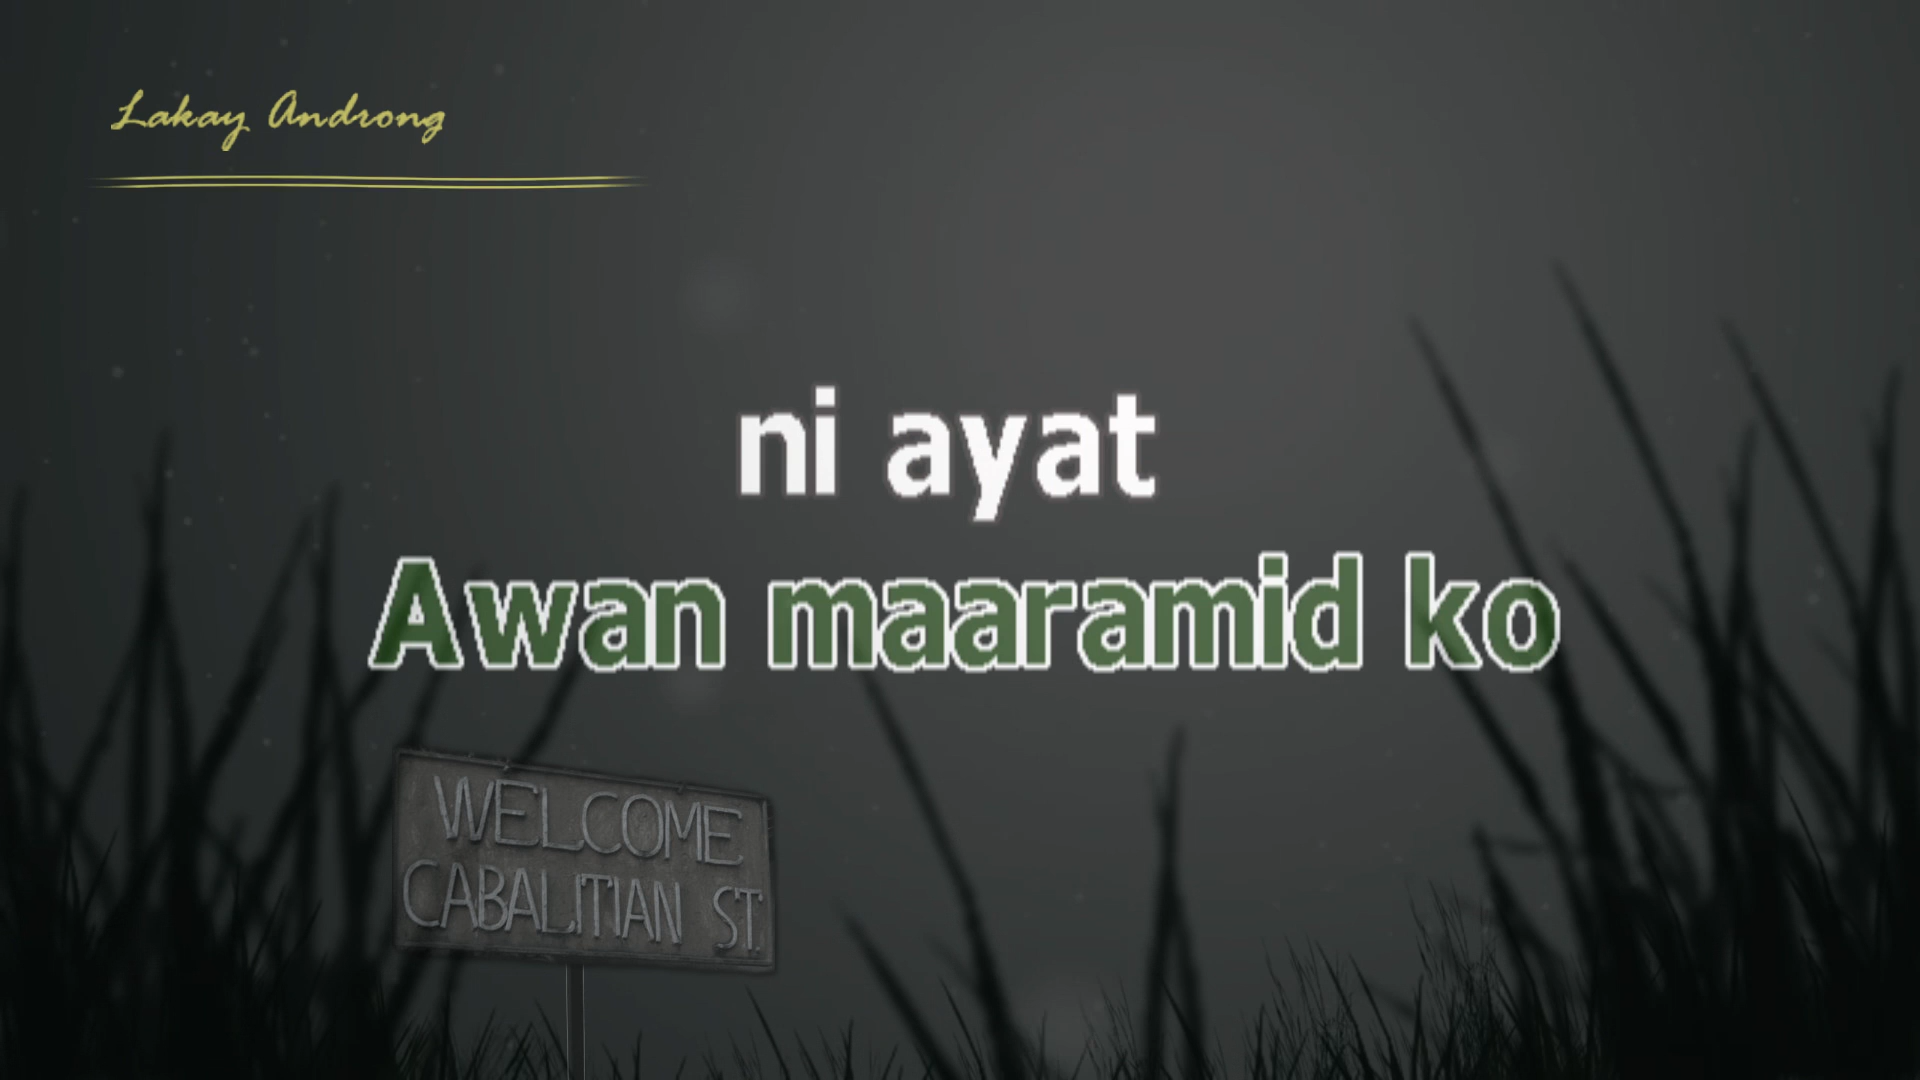 Lakay Androng
ni ayat
Awan maaramid ko
WELCOME
CABALITIAN ST.